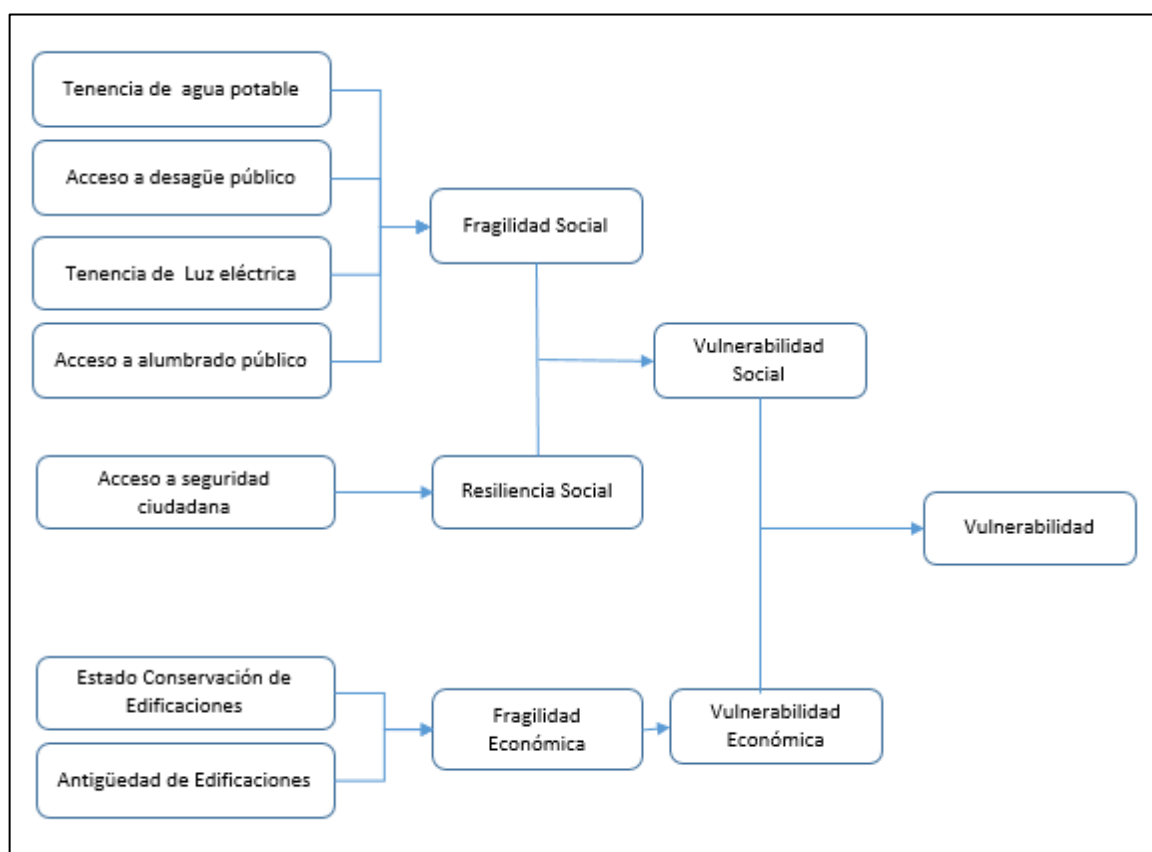 Tenencia de  agua potable
Acceso a desagüe público
Tenencia de  Luz eléctrica
Acceso a alumbrado público
Fragilidad Social
Vulnerabilidad
Social
Acceso a seguridad
ciudadana
Resiliencia Social
Vulnerabilidad
Estado Conservación de
Edificaciones
Antigüedad de Edificaciones
Fragilidad
Económica
Vulnerabilidad
Económica